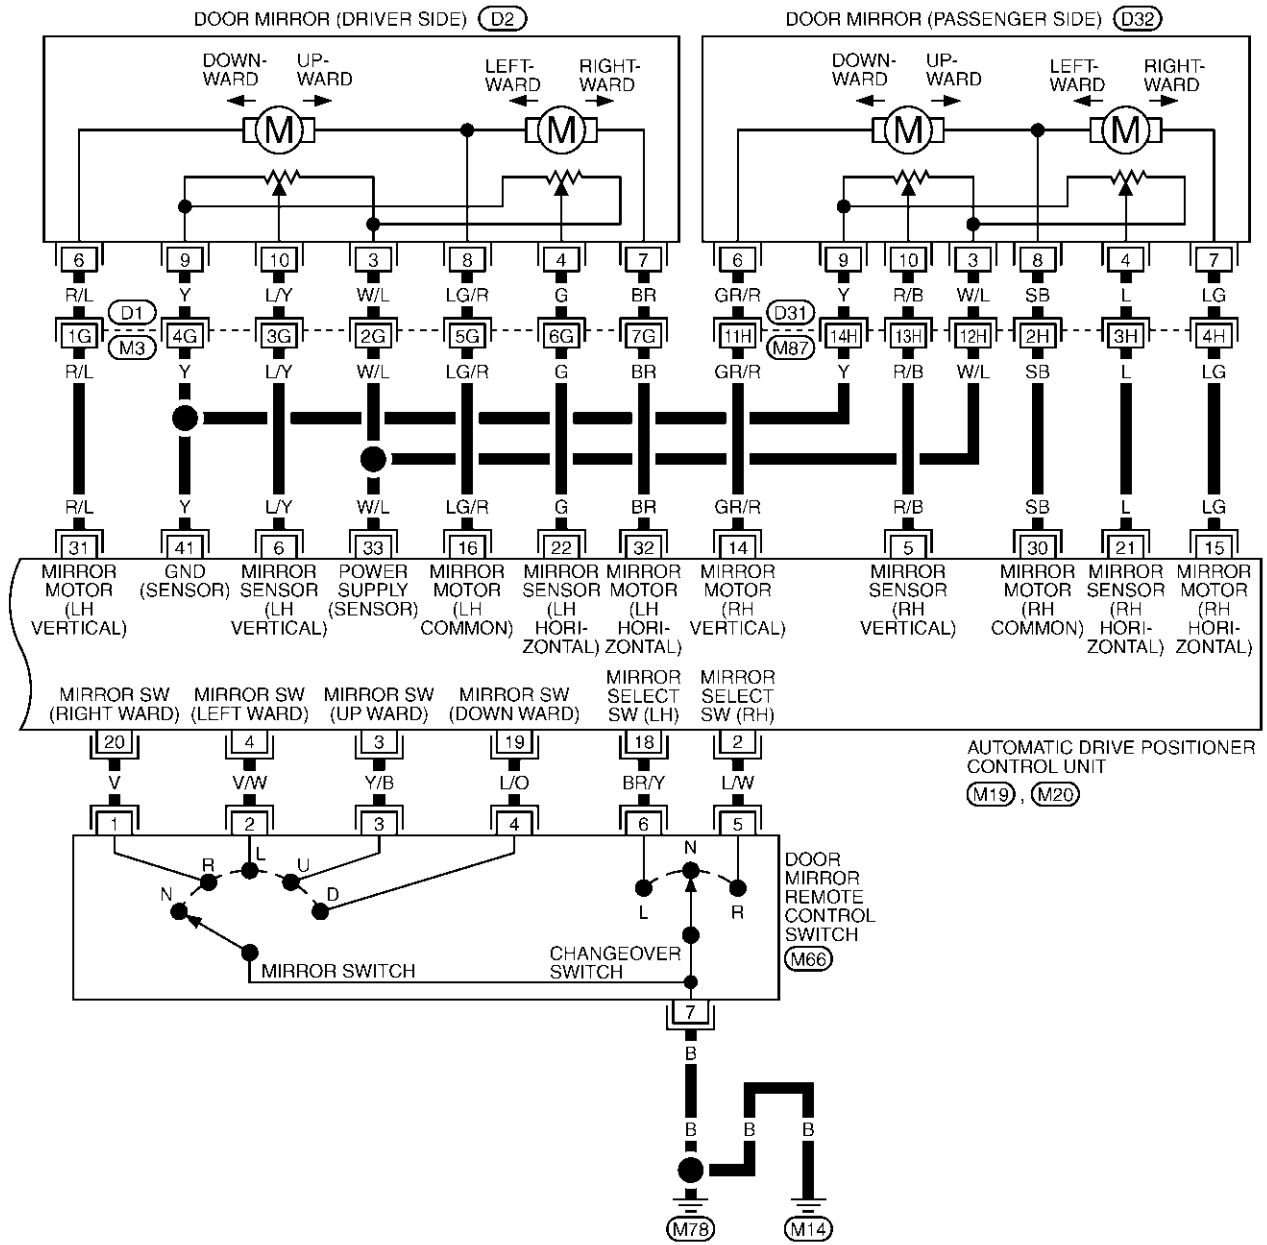 DOOR MIRROR (DRIVER SIDE) D2
DOOR MIRROR (PASSENGER SIDE) D32
DOWN-WARD UP-WARD LEFT-WARD RIGHT-WARD
DOWN-WARD UP-WARD LEFT-WARD RIGHT-WARD
M M M M
6 9 10 3 8 4 7 6 9 10 3 8 4 7
R/L Y L/Y W/L LG/R G BR GR/R Y R/B W/L SB L LG
D1 D31
1G 4G 3G 2G 5G 6G 7G 11H 14H 13H 12H 2H 3H 4H
M3 M87
R/L Y L/Y W/L LG/R G BR GR/R Y R/B W/L SB L LG
R/L Y L/Y W/L LG/R G BR GR/R R/B SB L LG
31 41 6 33 16 22 32 14 5 30 21 15
MIRROR MOTOR (LH VERTICAL)
GND (SENSOR)
MIRROR SENSOR (LH VERTICAL)
POWER SUPPLY (SENSOR)
MIRROR MOTOR (LH COMMON)
MIRROR SENSOR (LH HORI-ZONTAL)
MIRROR MOTOR (LH HORI-ZONTAL)
MIRROR MOTOR (RH VERTICAL)
MIRROR SENSOR (RH VERTICAL)
MIRROR MOTOR (RH COMMON)
MIRROR SENSOR (RH HORI-ZONTAL)
MIRROR MOTOR (RH HORI-ZONTAL)
MIRROR SW (RIGHT WARD)
MIRROR SW (LEFT WARD)
MIRROR SW (UP WARD)
MIRROR SW (DOWN WARD)
MIRROR SELECT SW (LH)
MIRROR SELECT SW (RH)
20 4 3 19 18 2
AUTOMATIC DRIVE POSITIONER
CONTROL UNIT
M19 , M20
V V/W Y/B L/O BR/Y L/W
1 2 3 4 6 5
N R L U D
L N R
MIRROR SWITCH
CHANGEOVER
SWITCH
DOOR
MIRROR
REMOTE
CONTROL
SWITCH
M66
7
B
B B B
M78 M14